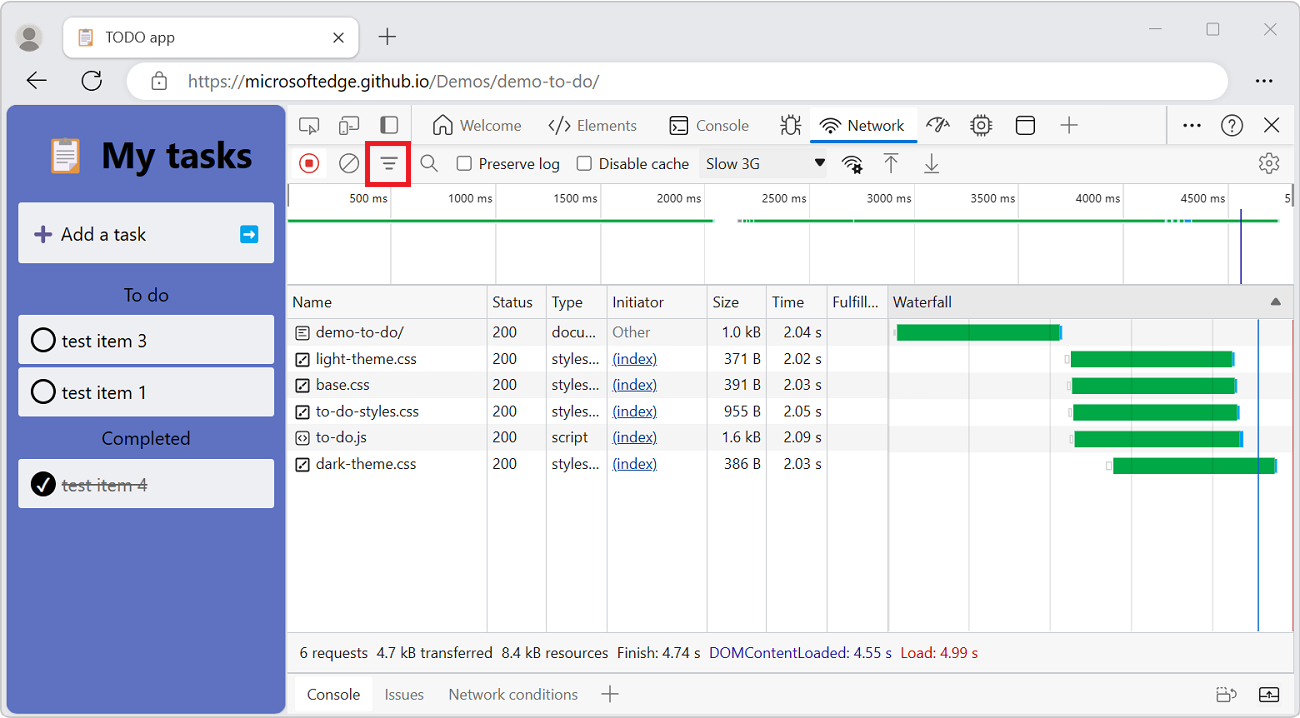 TODO app
https://microsoftedge.github.io/Demos/demo-to-do/
My tasks
Add a task
To do
test item 3
test item 1
Completed
test item 4
Welcome Elements Console Network
Preserve log Disable cache Slow 3G
500 ms 1000 ms 1500 ms 2000 ms 2500 ms 3000 ms 3500 ms 4000 ms 4500 ms 5
Name Status Type Initiator Size Time Fulfill... Waterfall
demo-to-do/ 200 docu... Other 1.0 kB 2.04 s
light-theme.css 200 styles... (index) 371 B 2.02 s
base.css 200 styles... (index) 391 B 2.03 s
to-do-styles.css 200 styles... (index) 955 B 2.05 s
to-do.js 200 script (index) 1.6 kB 2.09 s
dark-theme.css 200 styles... (index) 386 B 2.03 s
6 requests 4.7 kB transferred 8.4 kB resources Finish: 4.74 s DOMContentLoaded: 4.55 s Load: 4.99 s
Console Issues Network conditions